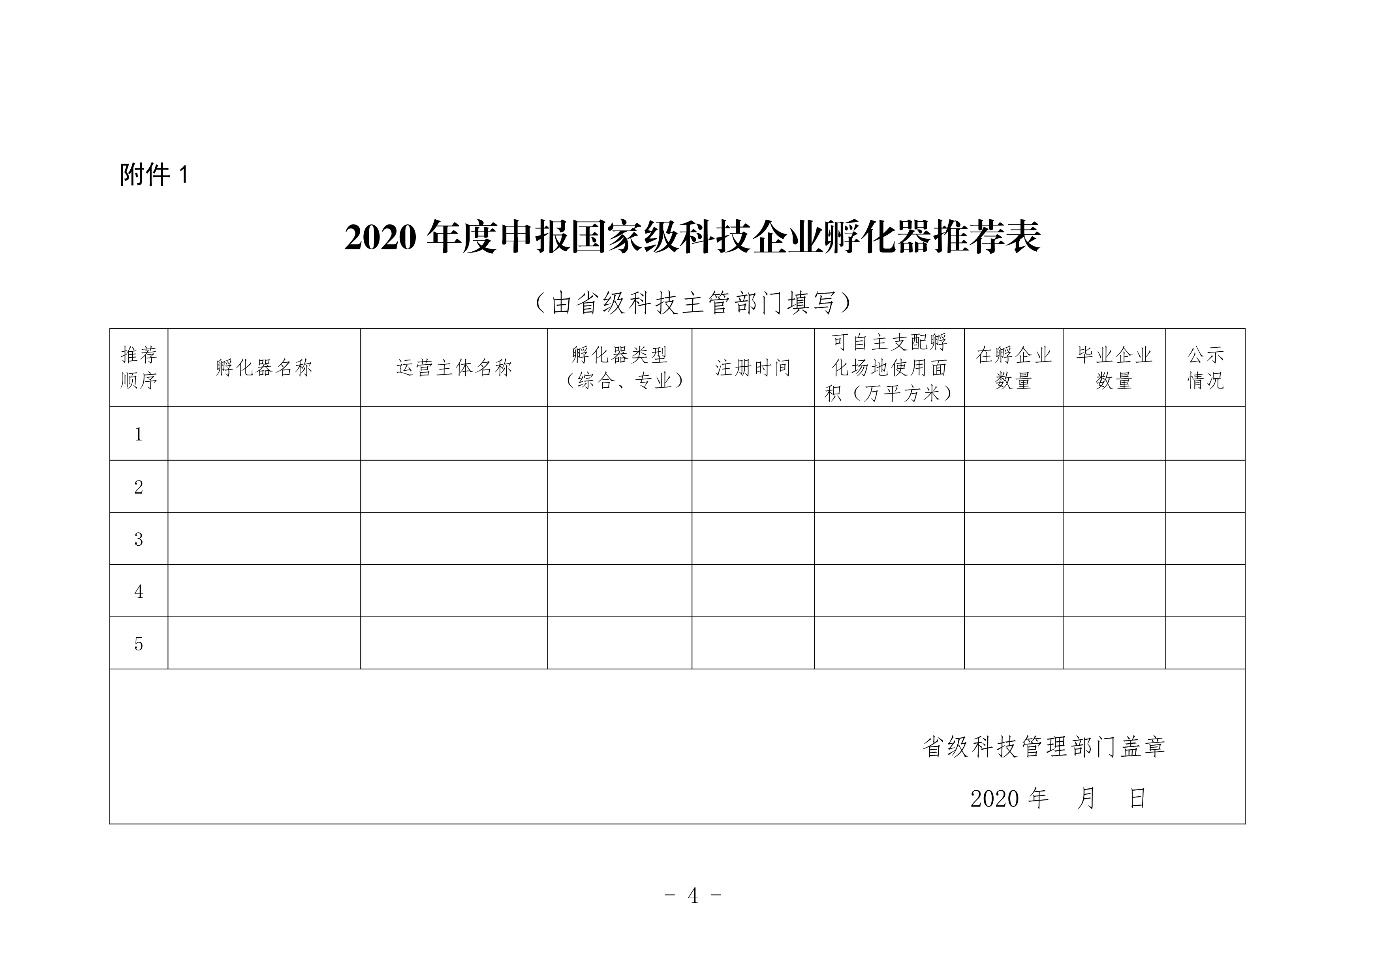 附件 1
2020 年度申报国家级科技企业孵化器推荐表
（由省级科技主管部门填写）
推荐
顺序
孵化器名称
运营主体名称
孵化器类型
（综合、专业）
注册时间
可自主支配孵
化场地使用面
积（万平方米）
在孵企业
数量
毕业企业
数量
公示
情况
1
2
3
4
5
省级科技管理部门盖章
2020 年 月 日
- 4 -